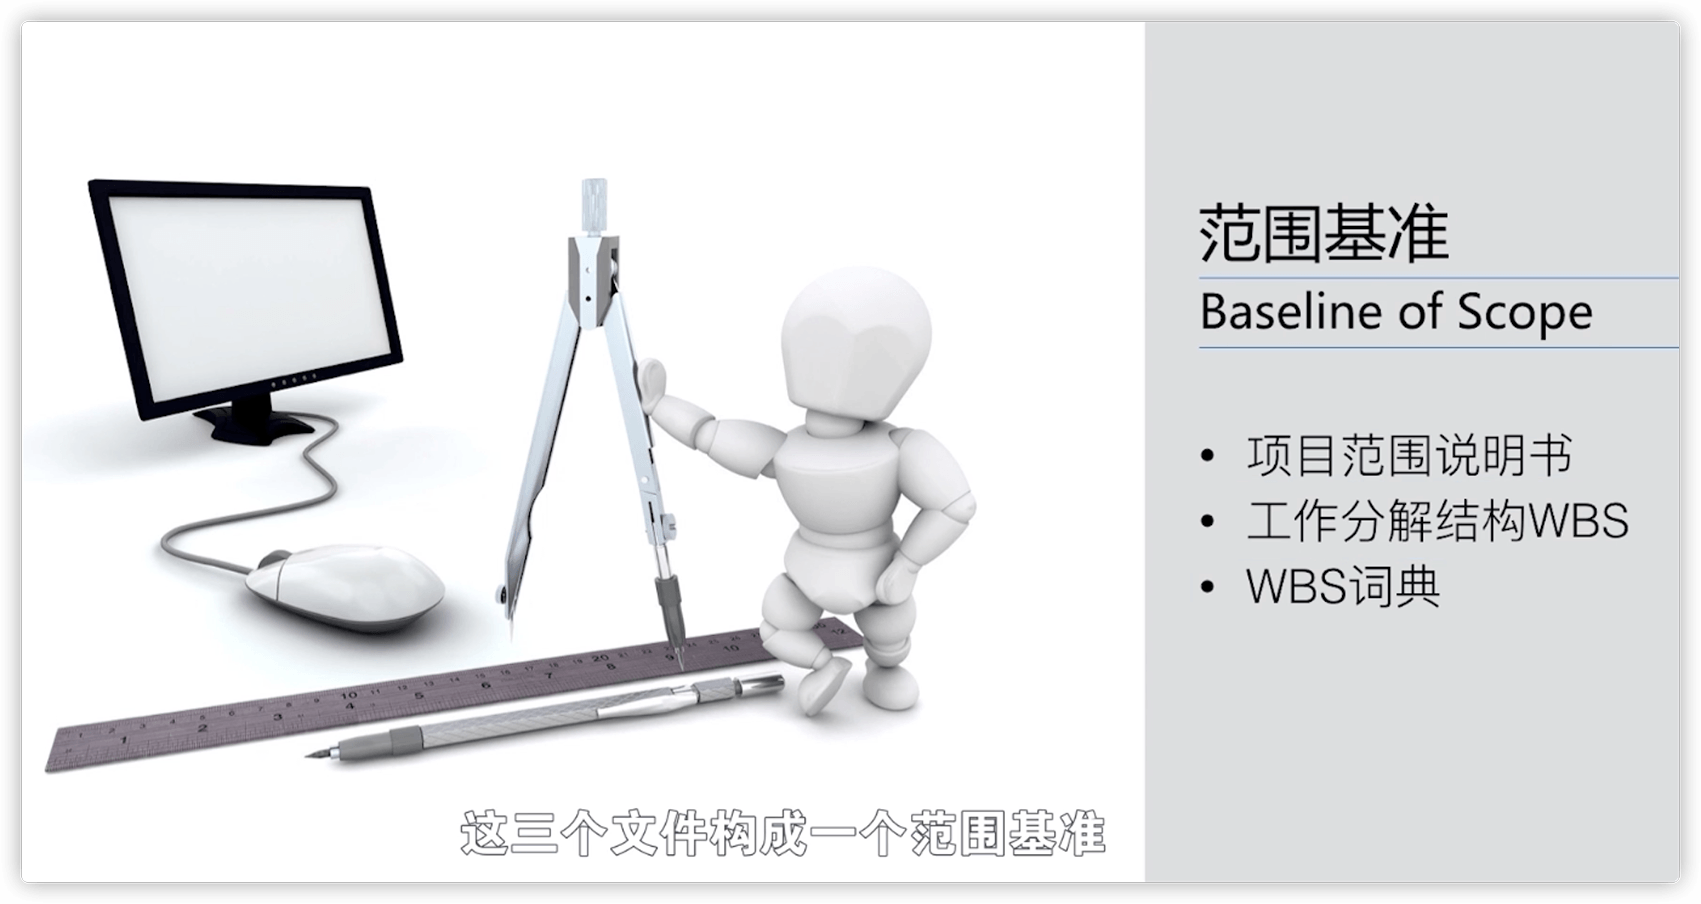 范围基准
Baseline of Scope
• 项目范围说明书
• 工作分解结构WBS
• WBS词典
这三个文件构成一个范围基准